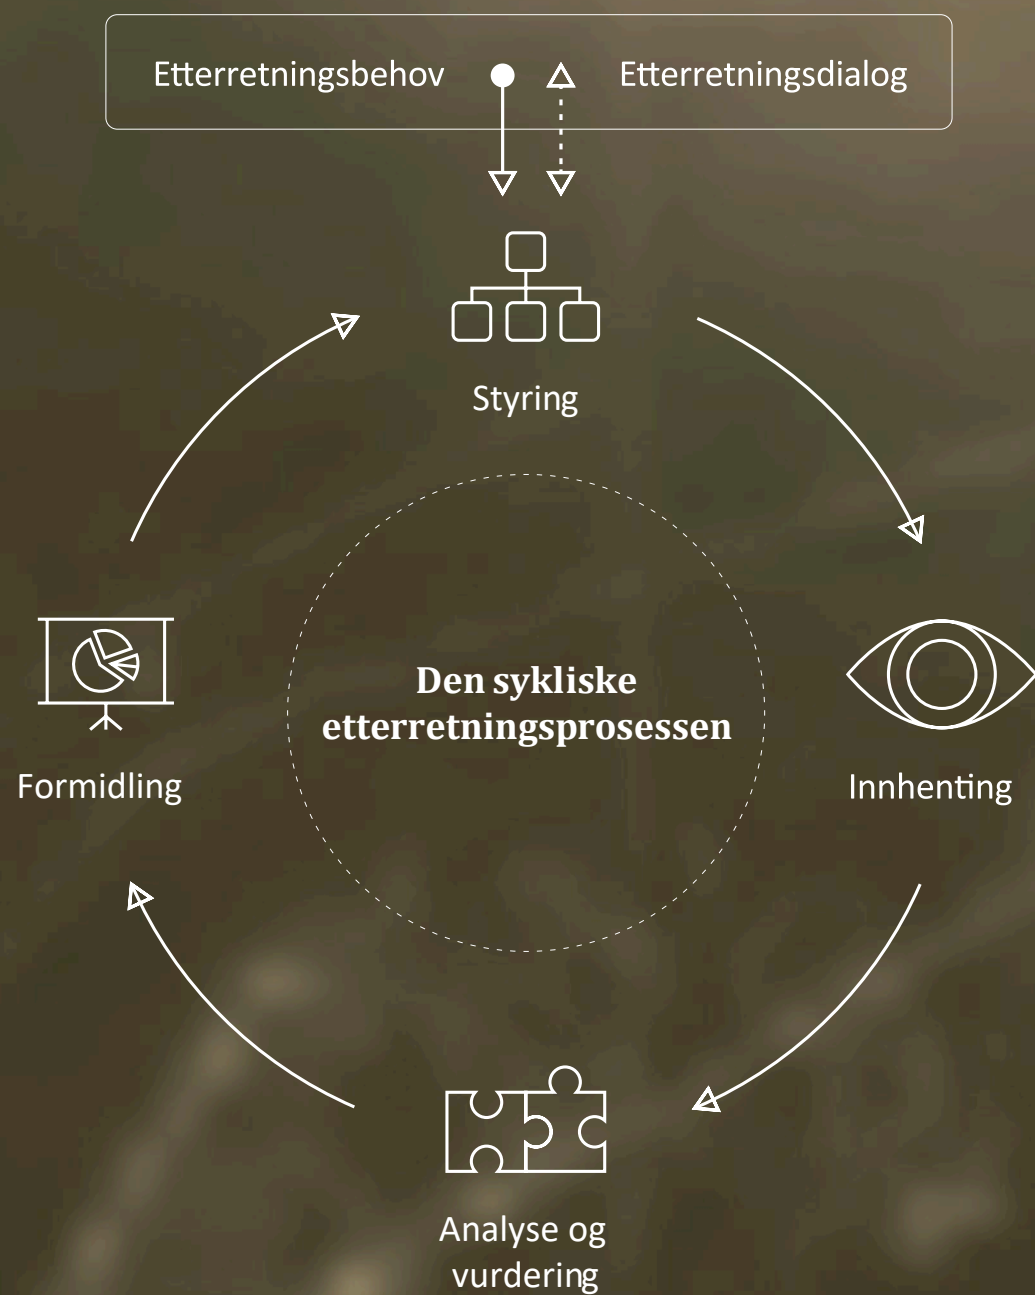 Etterretningsbehov
Etterretningsdialog
Styring
Den sykliske
etterretningsprosessen
Formidling
Innhenting
Analyse og
vurdering